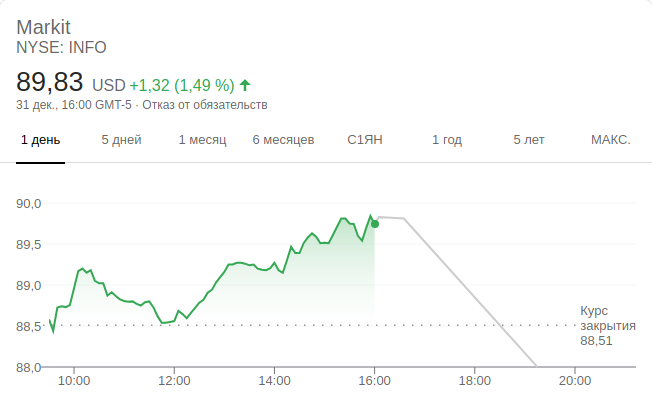 Markit
NYSE: INFO
89,83 USD +1,32 (1,49 %)
31 дек., 16:00 GMT-5 · Отказ от обязательств
1 день 5 дней 1 месяц 6 месяцев С1ЯН 1 год 5 лет МАКС.
90,0
89,5
89,0
88,5
88,0
Курс
закрытия
88,51
10:00 12:00 14:00 16:00 18:00 20:00